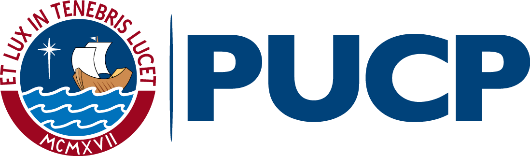 ET LUX IN TENEBRIS LUCET
MCMXVII
PUCP